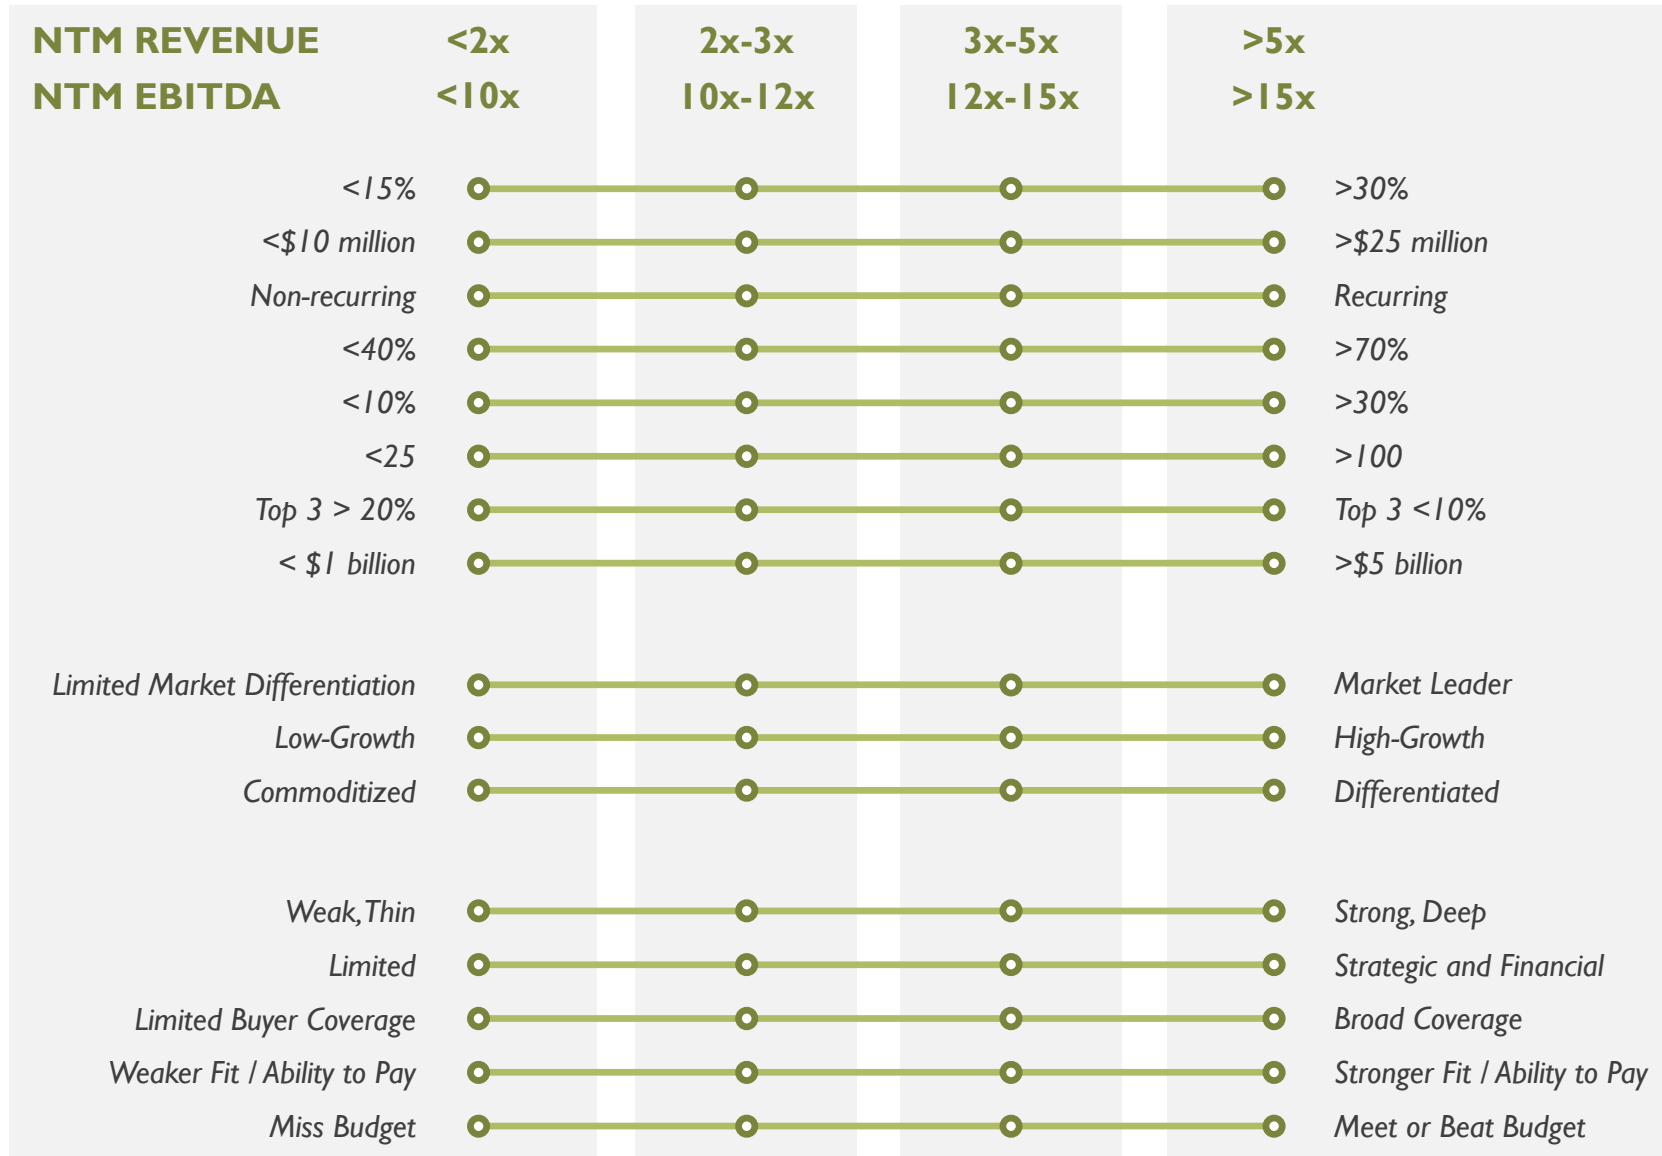 NTM REVENUE <2x 2x-3x 3x-5x >5x
NTM EBITDA <10x 10x-12x 12x-15x >15x
<15% >30%
<$10 million >$25 million
Non-recurring Recurring
<40% >70%
<10% >30%
<25 >100
Top 3 > 20% Top 3 <10%
< $1 billion >$5 billion
Limited Market Differentiation Market Leader
Low-Growth High-Growth
Commoditized Differentiated
Weak, Thin Strong, Deep
Limited Strategic and Financial
Limited Buyer Coverage Broad Coverage
Weaker Fit / Ability to Pay Stronger Fit / Ability to Pay
Miss Budget Meet or Beat Budget